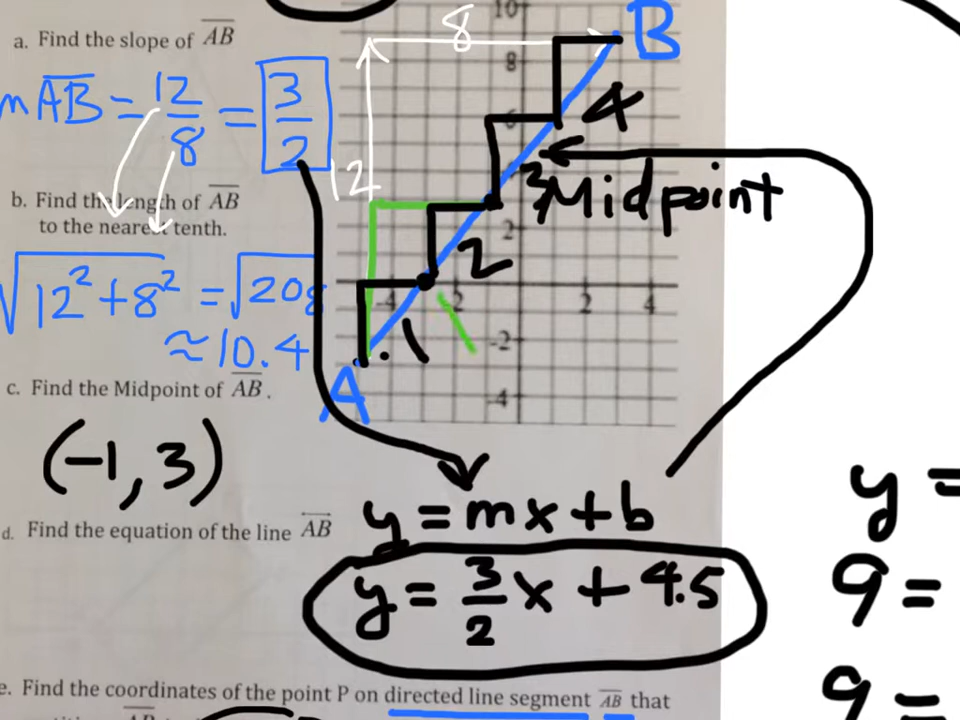 a. Find the slope of AB
mAB = 12/8 = 3/2
b. Find the length of AB
to the nearest tenth.
√12² + 8² = √208
≈ 10.4
c. Find the Midpoint of AB.
(-1, 3)
d. Find the equation of the line AB
y = mx + b
y = 3/2 x + 4.5
e. Find the coordinates of the point P on directed line segment AB that
10
8
B
8
6
4
12
3
Midpoint
2
2
-4
-2
2
4
1
-2
A
-4
y =
9 =
9 =